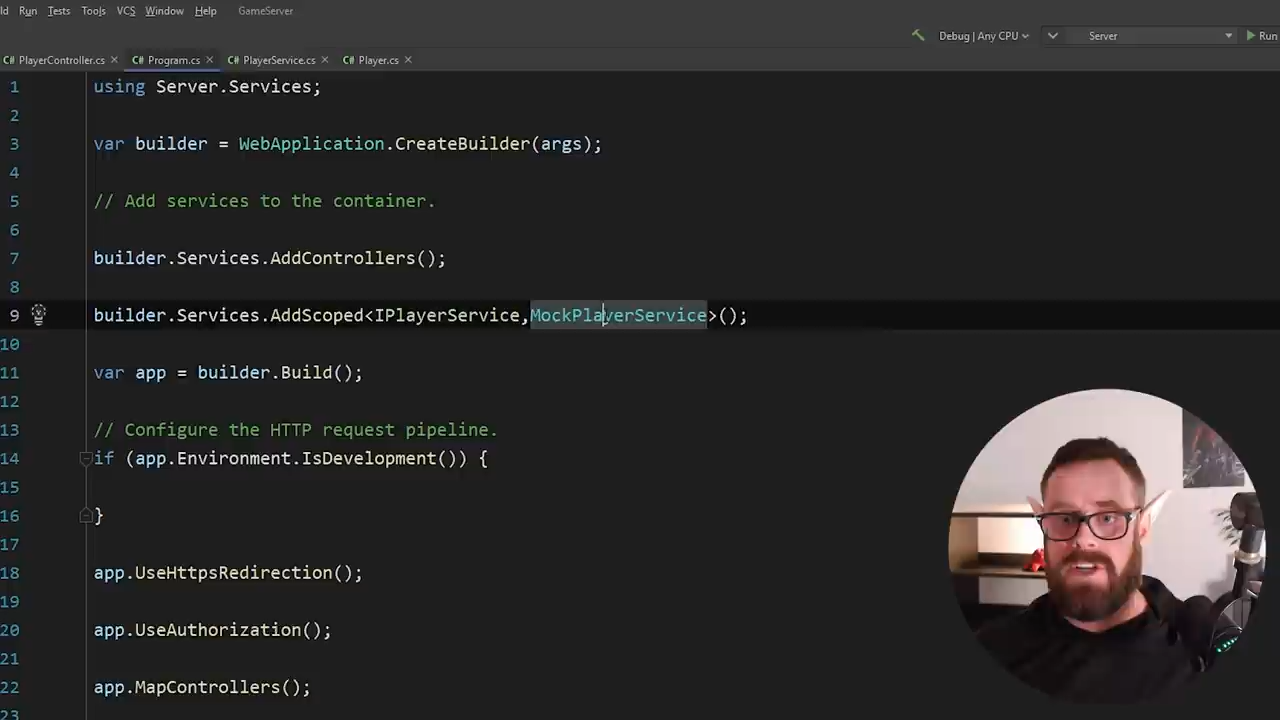 ld Run Tests Tools VCS Window Help GameServer
Debug | Any CPU Server Run
C# PlayerController.cs C# Program.cs C# PlayerService.cs C# Player.cs
1 using Server.Services;
2
3 var builder = WebApplication.CreateBuilder(args);
4
5 // Add services to the container.
6
7 builder.Services.AddControllers();
8
9 builder.Services.AddScoped<IPlayerService,MockPlayerService>();
10
11 var app = builder.Build();
12
13 // Configure the HTTP request pipeline.
14 if (app.Environment.IsDevelopment()) {
15
16 }
17
18 app.UseHttpsRedirection();
19
20 app.UseAuthorization();
21
22 app.MapControllers();
23